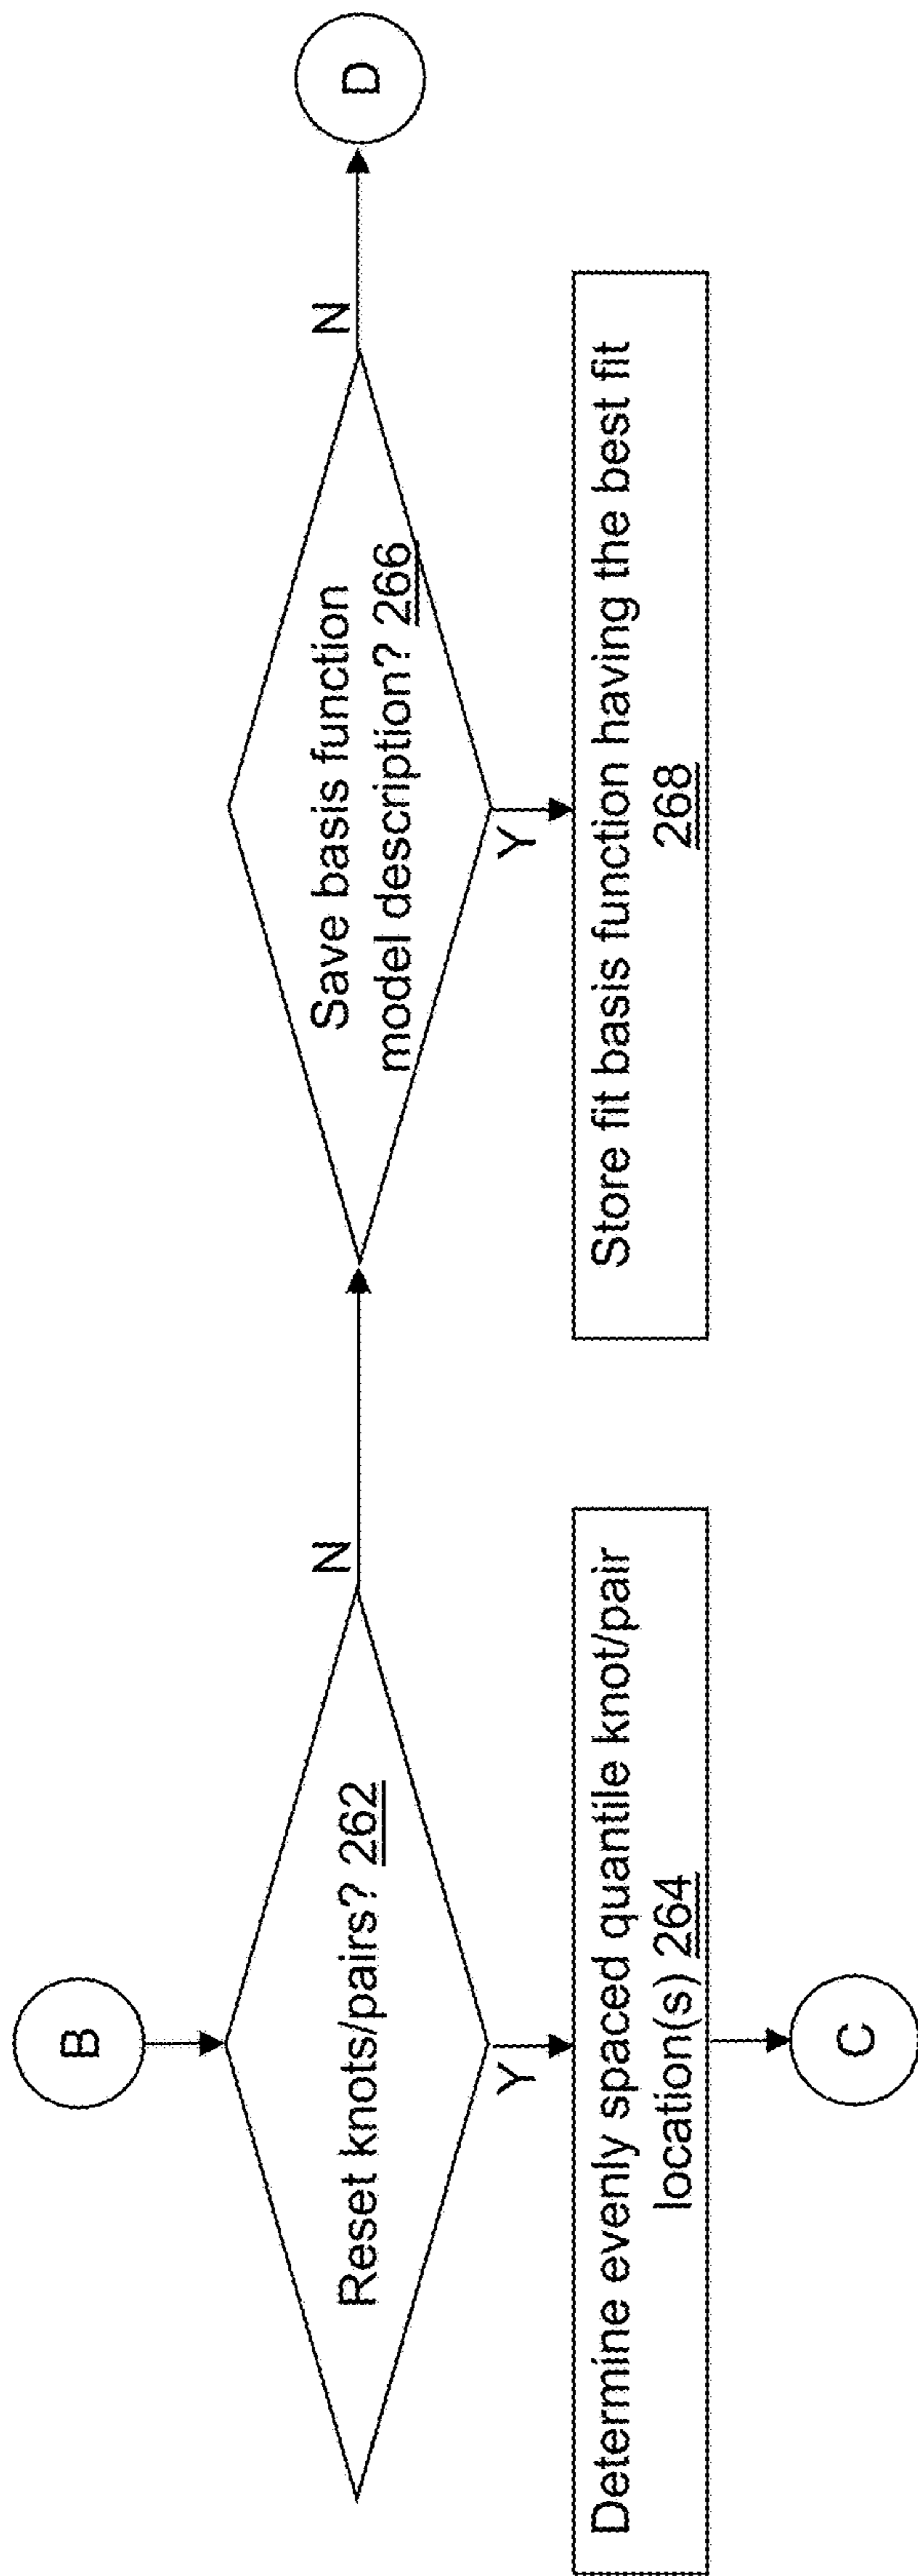 B
Reset knots/pairs? 262
N
Y
Determine evenly spaced quantile knot/pair
location(s) 264
C
Save basis function
model description? 266
N
D
Y
Store fit basis function having the best fit
268